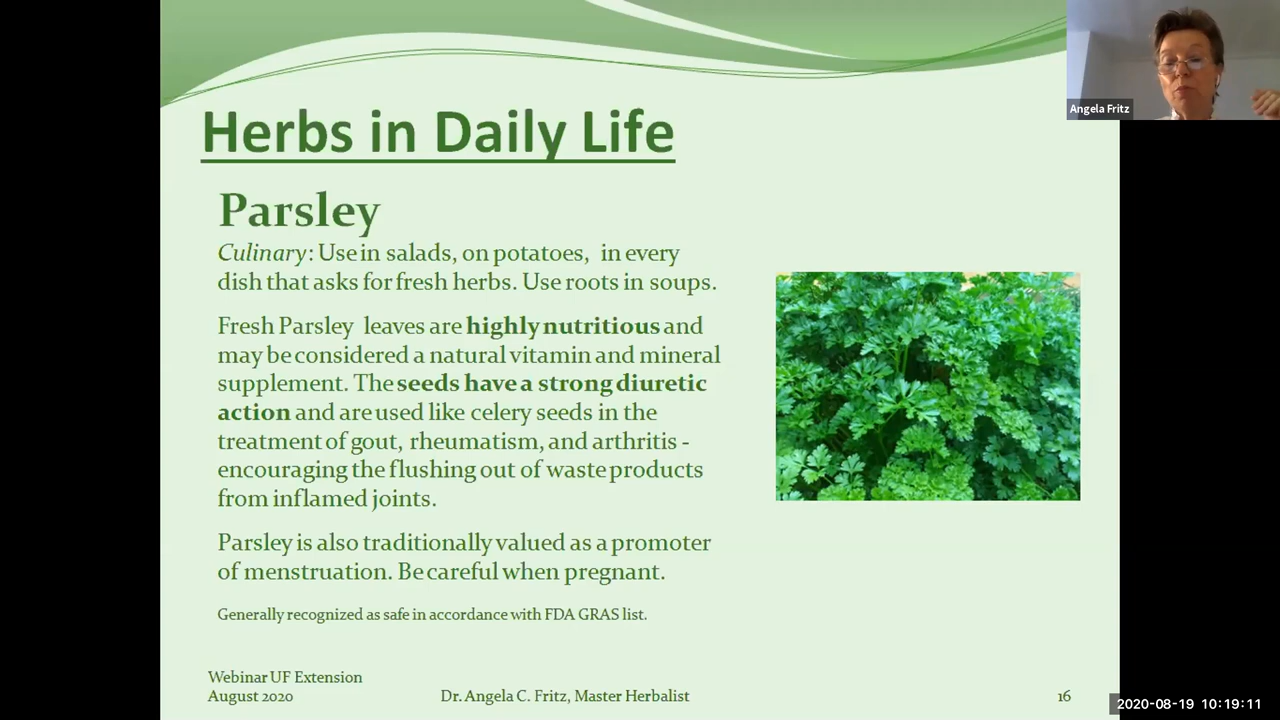 Angela Fritz
Herbs in Daily Life
Parsley
Culinary: Use in salads, on potatoes, in every
dish that asks for fresh herbs. Use roots in soups.
Fresh Parsley leaves are highly nutritious and
may be considered a natural vitamin and mineral
supplement. The seeds have a strong diuretic
action and are used like celery seeds in the
treatment of gout, rheumatism, and arthritis -
encouraging the flushing out of waste products
from inflamed joints.
Parsley is also traditionally valued as a promoter
of menstruation. Be careful when pregnant.
Generally recognized as safe in accordance with FDA GRAS list.
Webinar UF Extension
August 2020
Dr. Angela C. Fritz, Master Herbalist
16
2020-08-19 10:19:11